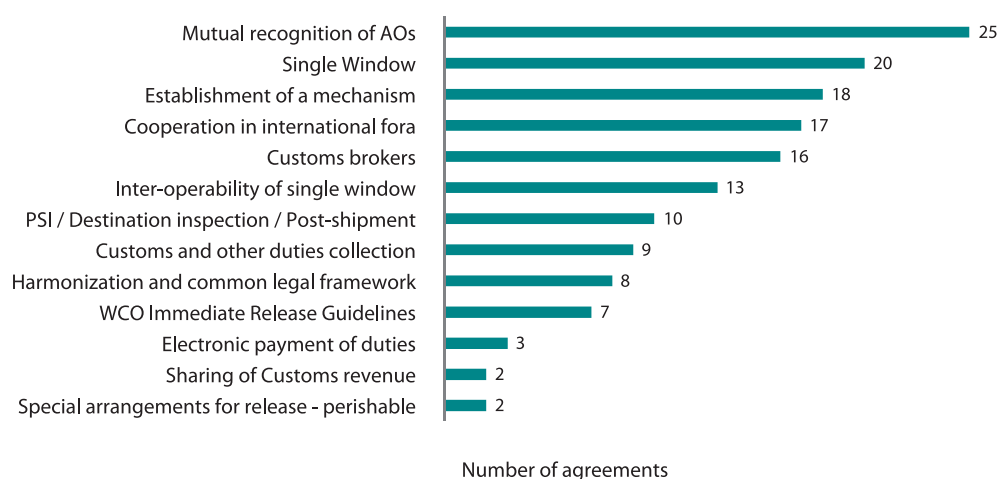 Mutual recognition of AOs 25
Single Window 20
Establishment of a mechanism 18
Cooperation in international fora 17
Customs brokers 16
Inter-operability of single window 13
PSI / Destination inspection / Post-shipment 10
Customs and other duties collection 9
Harmonization and common legal framework 8
WCO Immediate Release Guidelines 7
Electronic payment of duties 3
Sharing of Customs revenue 2
Special arrangements for release - perishable 2
Number of agreements